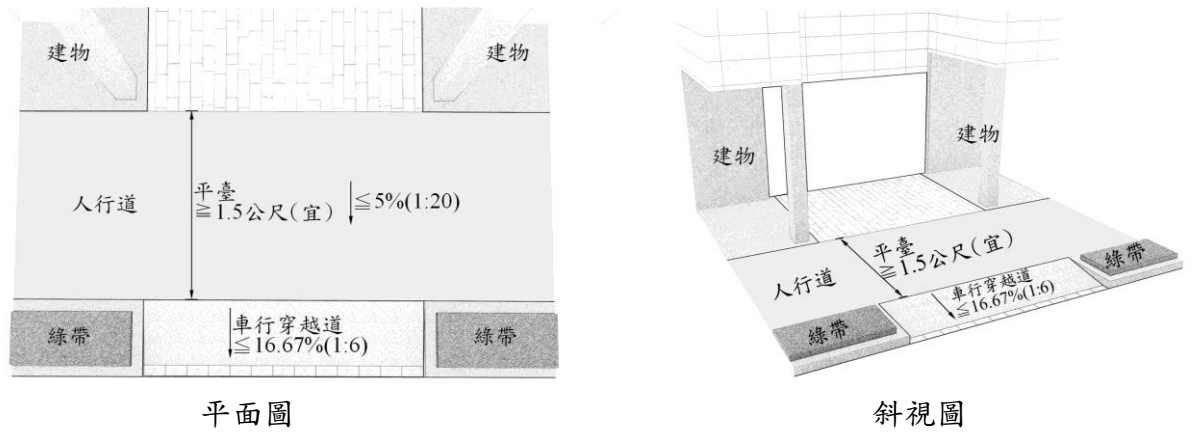 建物
建物
人行道
平臺
≧1.5公尺(宜)
≦5%(1:20)
綠帶
車行穿越道
≦16.67%(1:6)
綠帶
平面圖
建物
建物
人行道
平臺
≧1.5公尺(宜)
綠帶
車行穿越道
≦16.67%(1:6)
綠帶
斜視圖